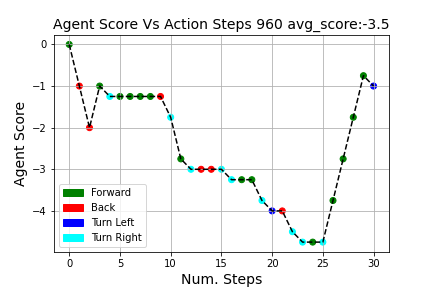 Agent Score Vs Action Steps 960 avg_score:-3.5
Agent Score
0
−1
−2
−3
−4
Forward
Back
Turn Left
Turn Right
0 5 10 15 20 25 30
Num. Steps